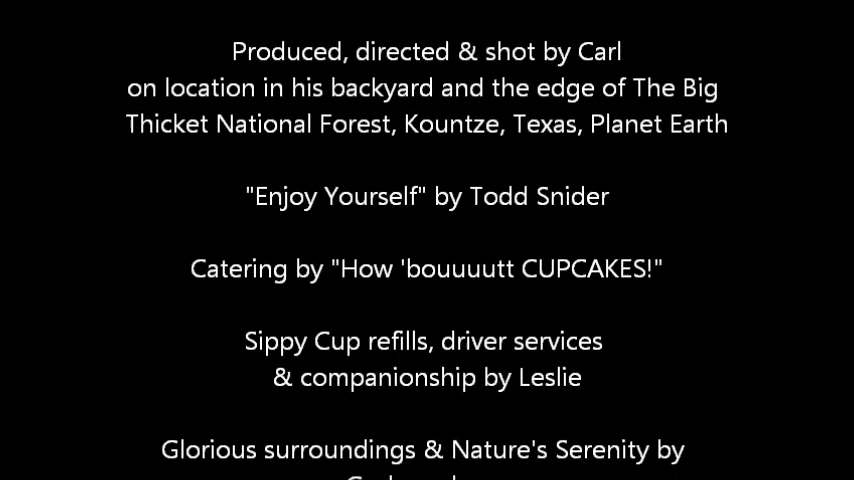 Produced, directed & shot by Carl
on location in his backyard and the edge of The Big
Thicket National Forest, Kountze, Texas, Planet Earth
"Enjoy Yourself" by Todd Snider
Catering by "How 'bouuuutt CUPCAKES!"
Sippy Cup refills, driver services
& companionship by Leslie
Glorious surroundings & Nature's Serenity by